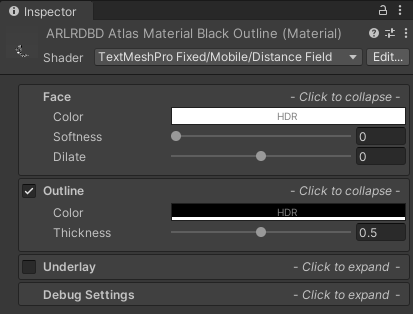 Inspector
ARLRDBD Atlas Material Black Outline (Material)
Shader TextMeshPro Fixed/Mobile/Distance Field Edit...
Face - Click to collapse -
Color HDR
Softness 0
Dilate 0
Outline - Click to collapse -
Color HDR
Thickness 0.5
Underlay - Click to expand -
Debug Settings - Click to expand -